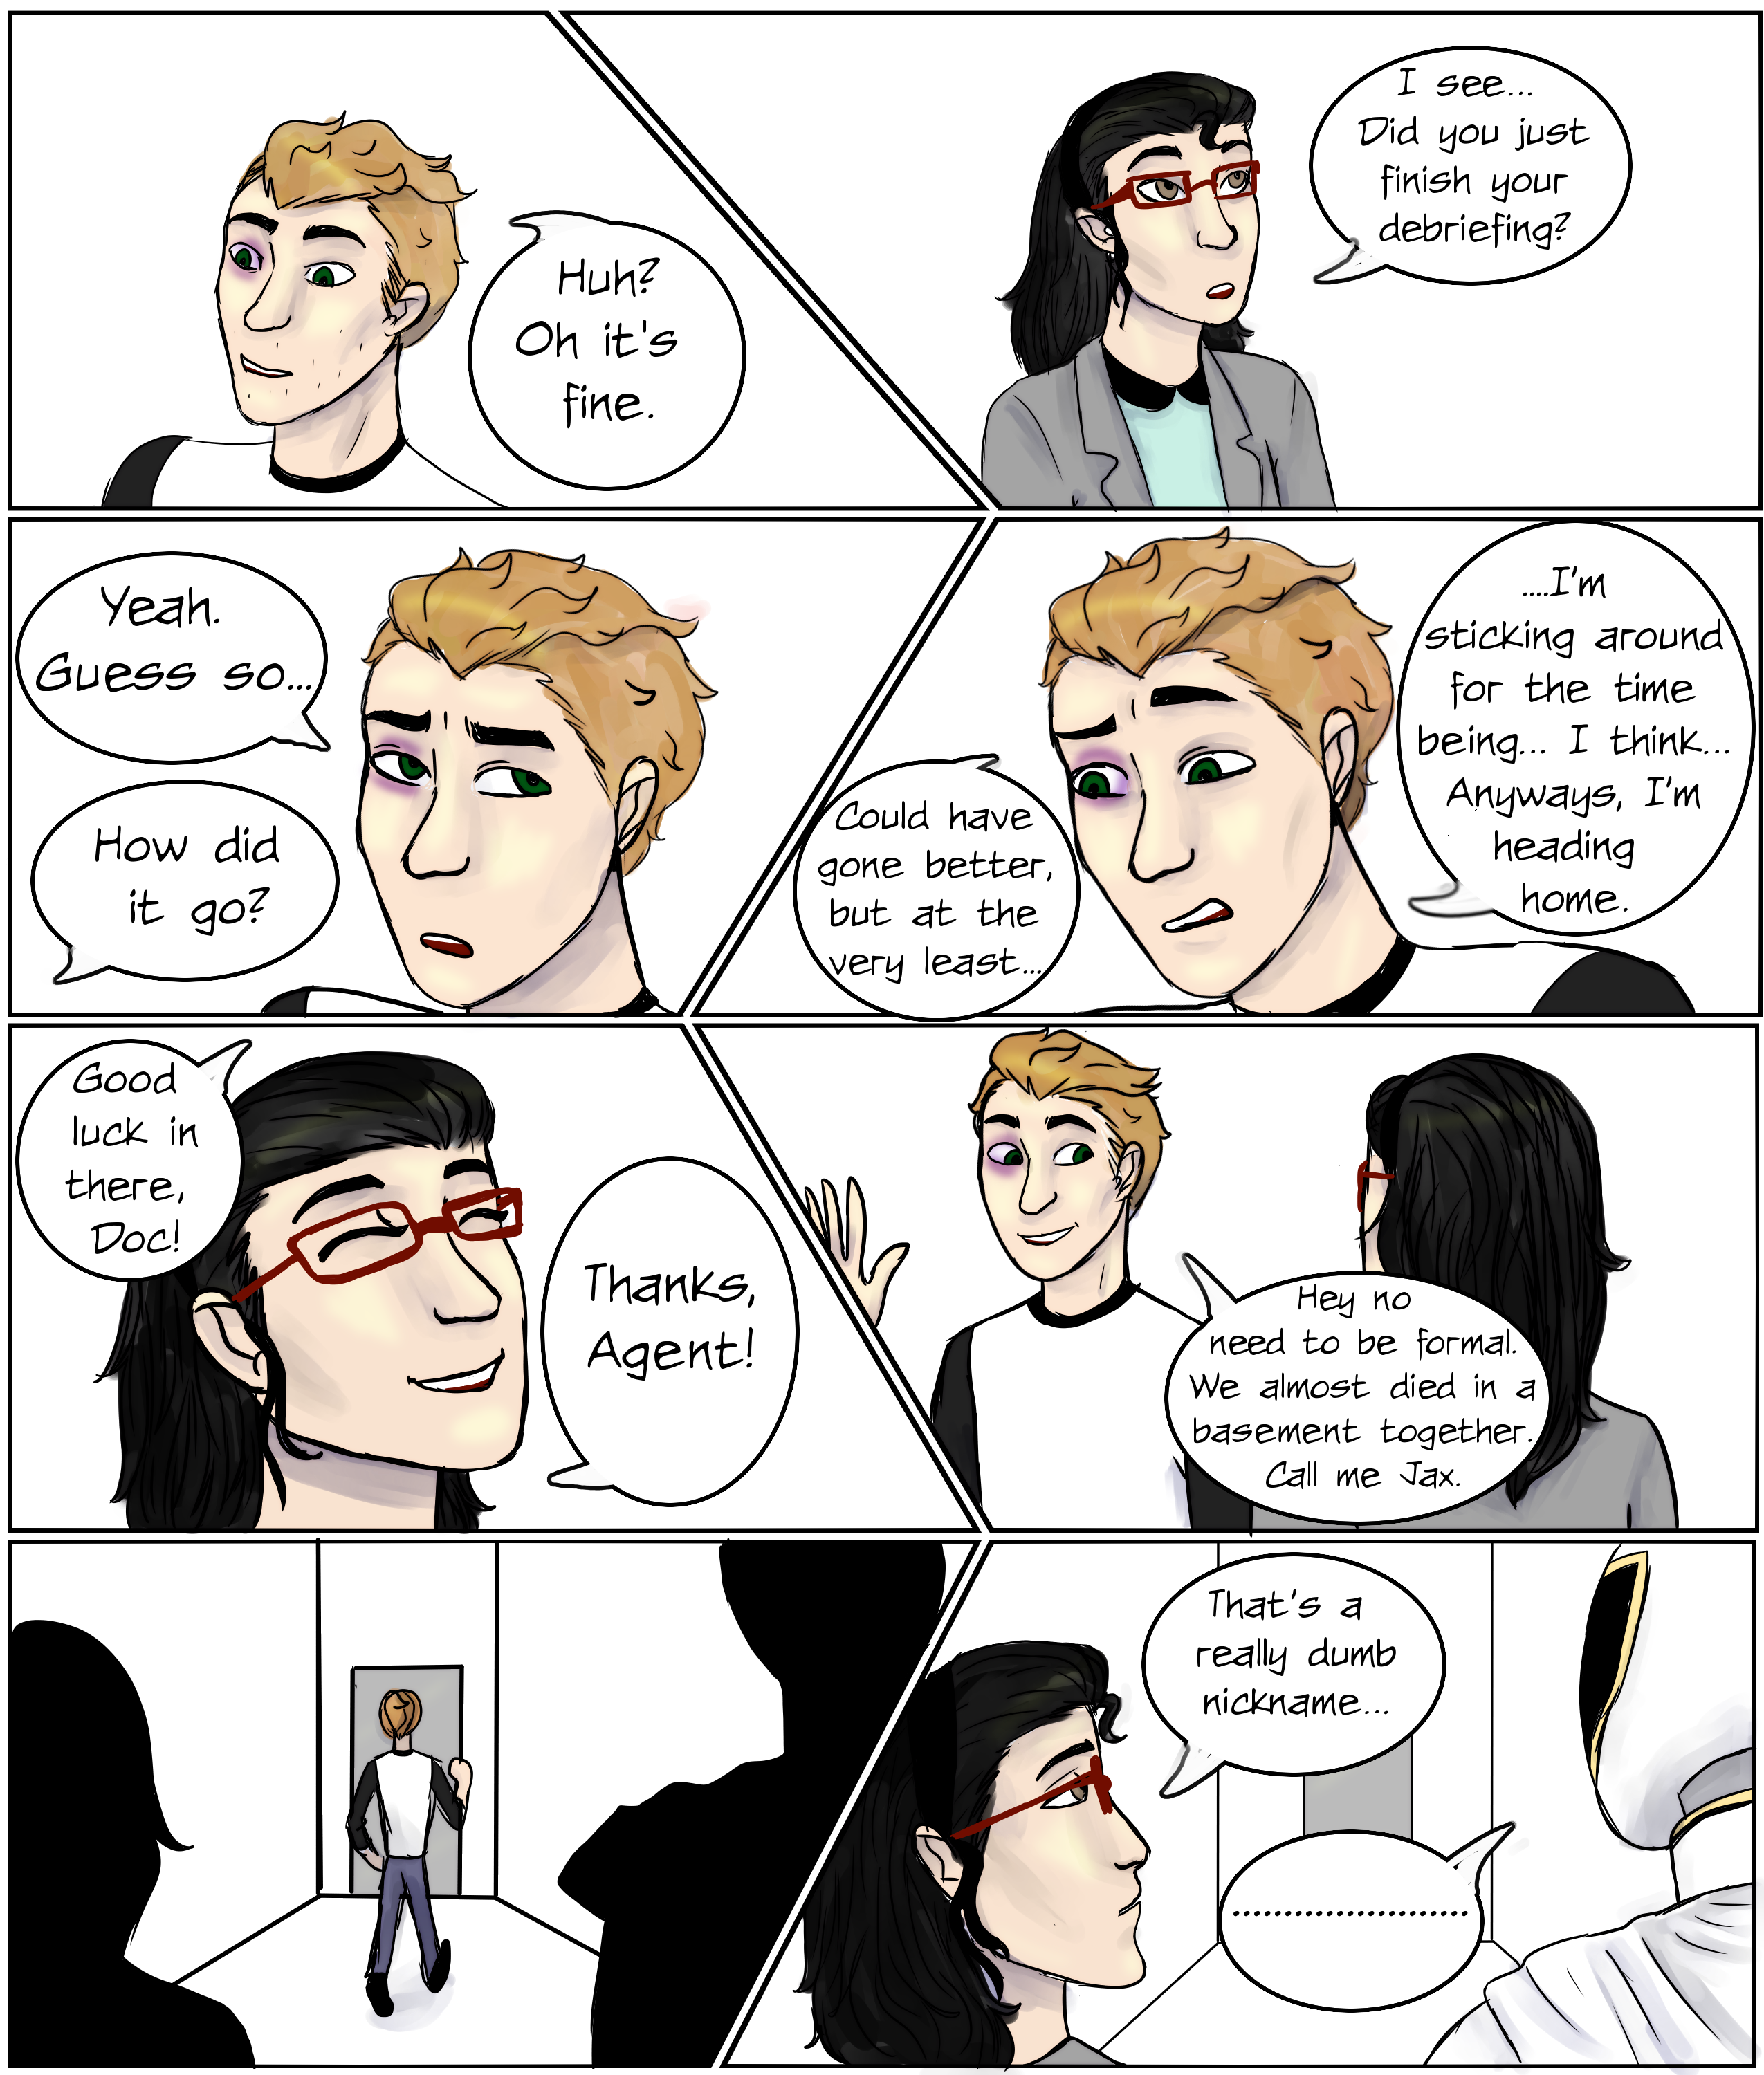 Huh?
Oh it's
fine.
I see...
Did you just
finish your
debriefing?
Yeah.
Guess so...
How did
it go?
Could have
gone better,
but at the
very least...
....I'm
sticking around
for the time
being... I think...
Anyways, I'm
heading
home.
Good
luck in
there,
Doc!
Thanks,
Agent!
Hey no
need to be formal.
We almost died in a
basement together.
Call me Jax.
That's a
really dumb
nickname...
......................